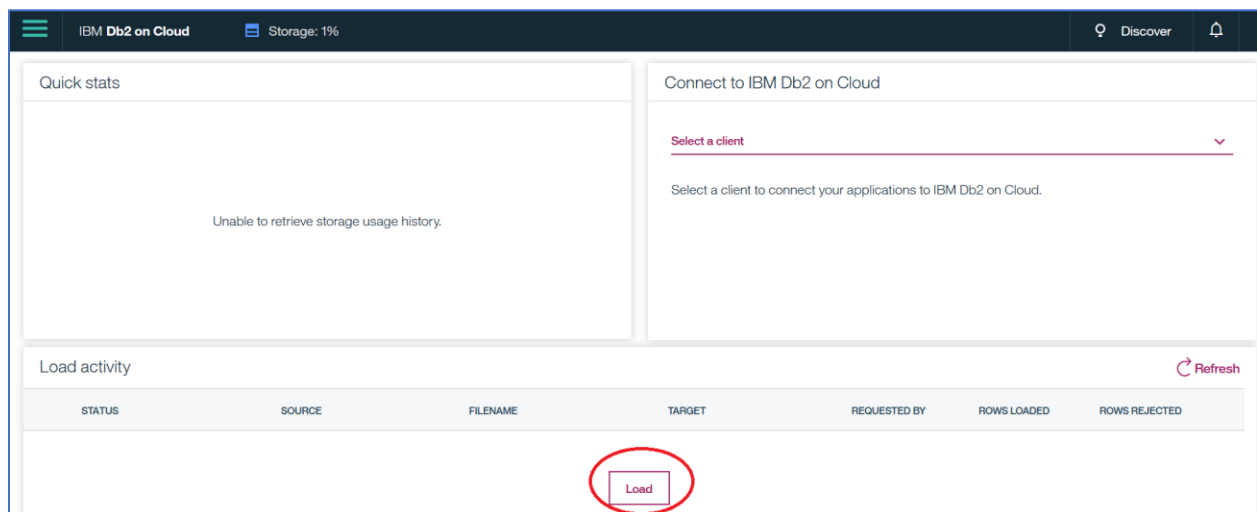 IBM Db2 on Cloud
Storage: 1%
Discover
Quick stats
Unable to retrieve storage usage history.
Connect to IBM Db2 on Cloud
Select a client
Select a client to connect your applications to IBM Db2 on Cloud.
Load activity
Refresh
STATUS SOURCE FILENAME TARGET REQUESTED BY ROWS LOADED ROWS REJECTED
Load